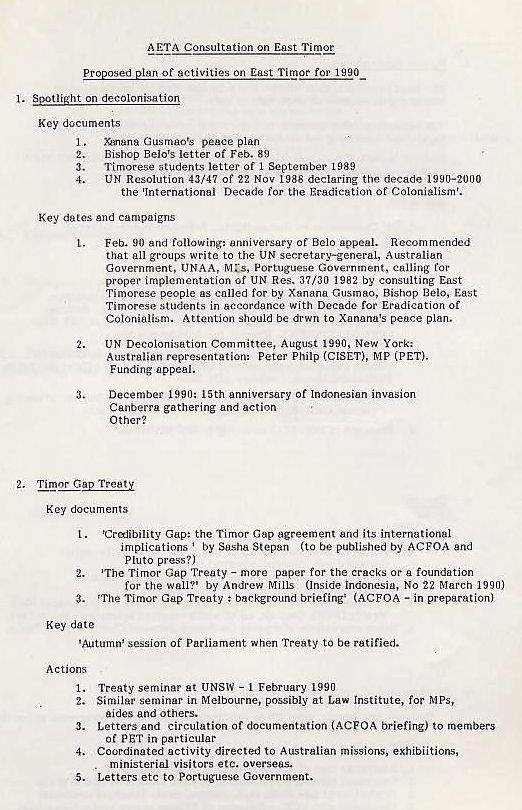 AETA Consultation on East Timor
Proposed plan of activities on East Timor for 1990
1. Spotlight on decolonisation
Key documents
1. Xanana Gusmao's peace plan
2. Bishop Belo's letter of Feb. 89
3. Timorese students letter of 1 September 1989
4. UN Resolution 43/47 of 22 Nov 1988 declaring the decade 1990-2000
the 'International Decade for the Eradication of Colonialism'.
Key dates and campaigns
1. Feb. 90 and following: anniversary of Belo appeal. Recommended
that all groups write to the UN secretary-general, Australian
Government, UNAA, MPs, Portuguese Government, calling for
proper implementation of UN Res. 37/30 1982 by consulting East
Timorese people as called for by Xanana Gusmao, Bishop Belo, East
Timorese students in accordance with Decade for Eradication of
Colonialism. Attention should be drwn to Xanana's peace plan.
2. UN Decolonisation Committee, August 1990, New York:
Australian representation: Peter Philp (CISET), MP (PET).
Funding appeal.
3. December 1990: 15th anniversary of Indonesian invasion
Canberra gathering and action
Other?
2. Timor Gap Treaty
Key documents
1. 'Credibility Gap: the Timor Gap agreement and its international
implications ' by Sasha Stepan (to be published by ACFOA and
Pluto press?)
2. 'The Timor Gap Treaty - more paper for the cracks or a foundation
for the wall?' by Andrew Mills (Inside Indonesia, No 22 March 1990)
3. 'The Timor Gap Treaty : background briefing' (ACFOA - in preparation)
Key date
'Autumn' session of Parliament when Treaty to be ratified.
Actions
1. Treaty seminar at UNSW - 1 February 1990
2. Similar seminar in Melbourne, possibly at Law Institute, for MPs,
aides and others.
3. Letters and circulation of documentation (ACFOA briefing) to members
of PET in particular
4. Coordinated activity directed to Australian missions, exhibiitions,
ministerial visitors etc. overseas.
5. Letters etc to Portuguese Government.